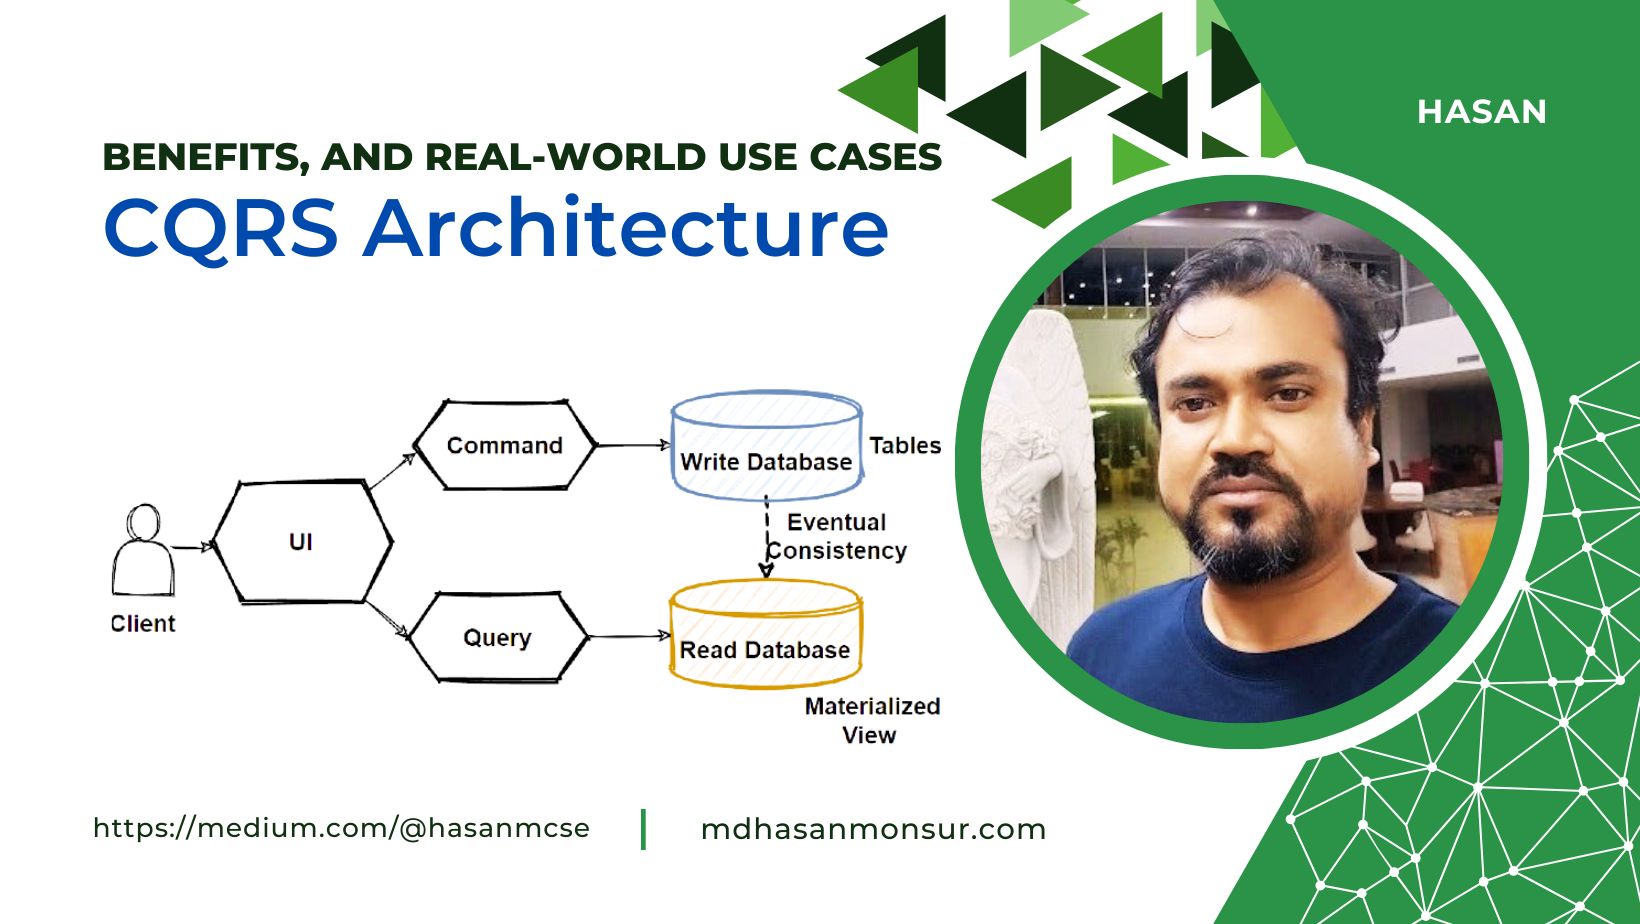 HASAN
BENEFITS, AND REAL-WORLD USE CASES
CQRS Architecture
Command
Write Database
Tables
Eventual
Consistency
UI
Client
Query
Read Database
Materialized
View
https://medium.com/@hasanmcse
mdhasanmonsur.com